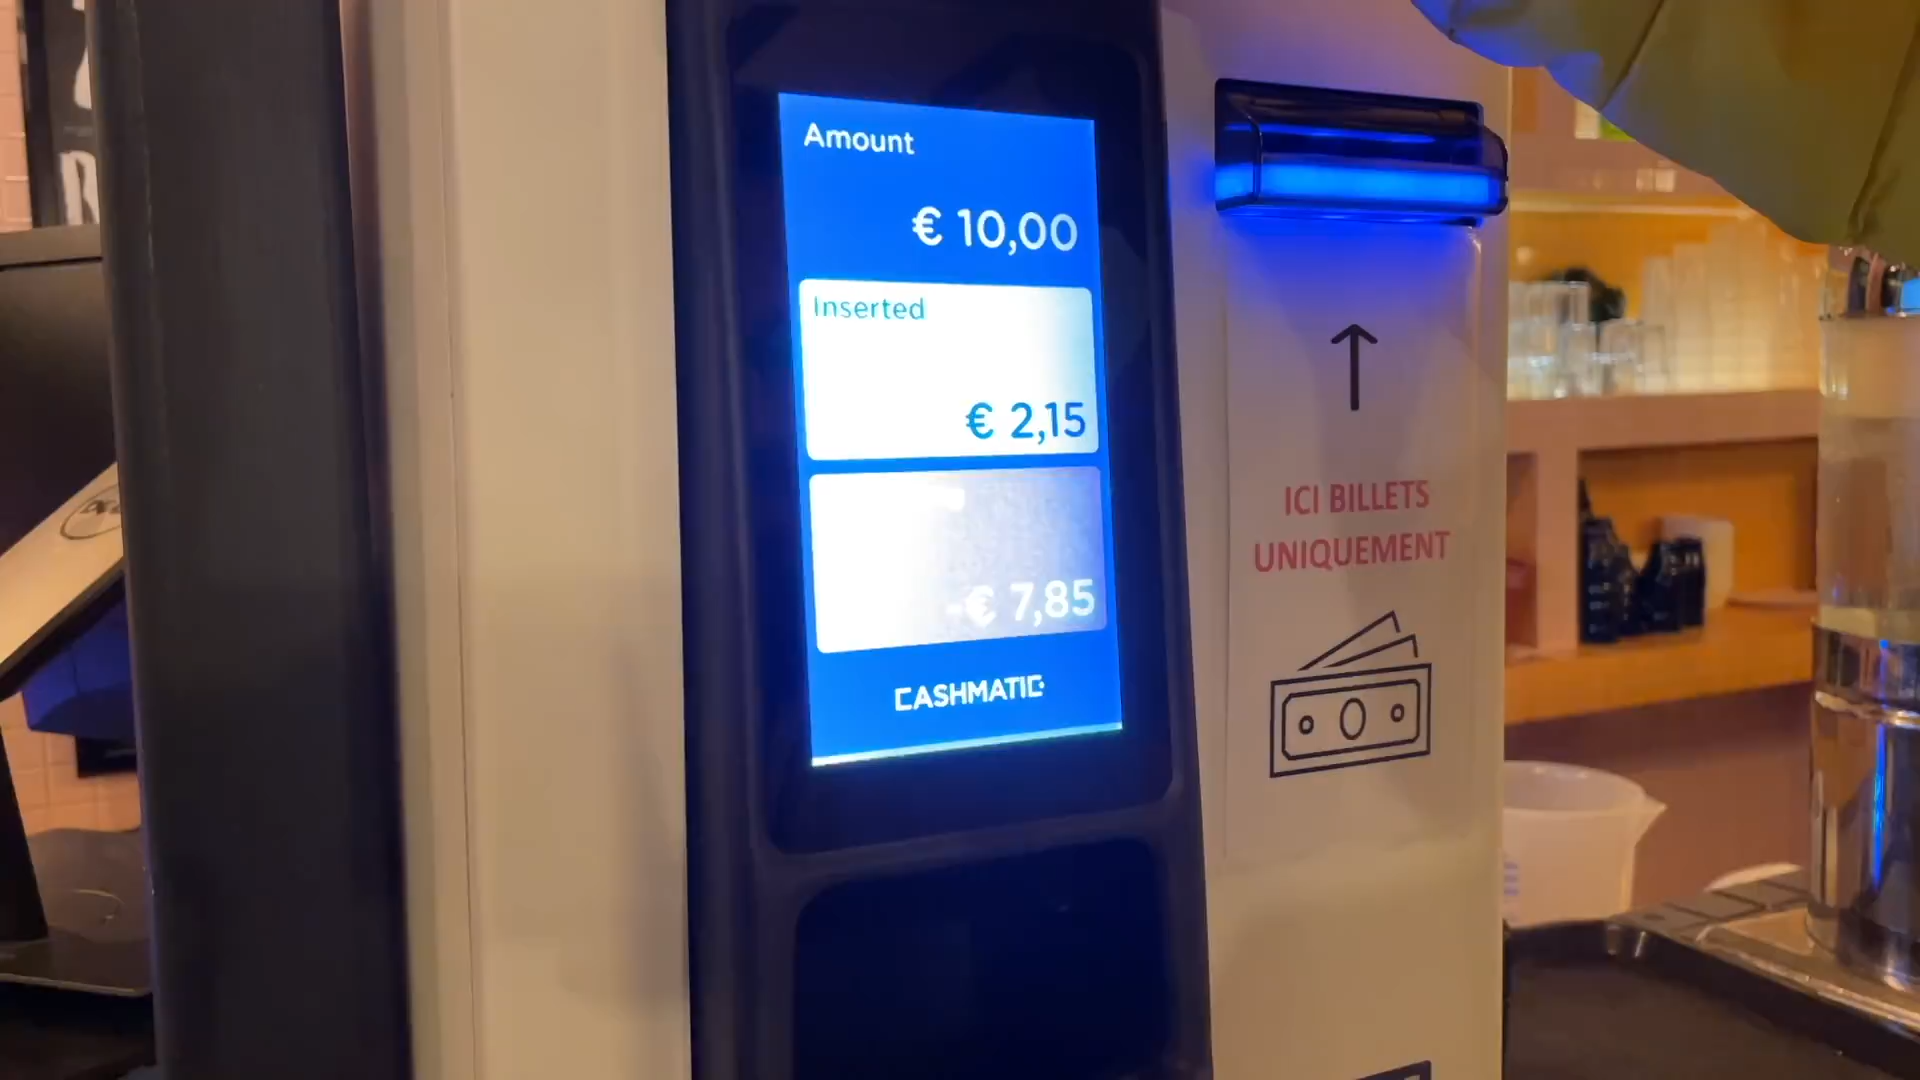 Amount
€ 10,00
Inserted
€ 2,15
-€ 7,85
CASHMATIC
ICI BILLETS
UNIQUEMENT